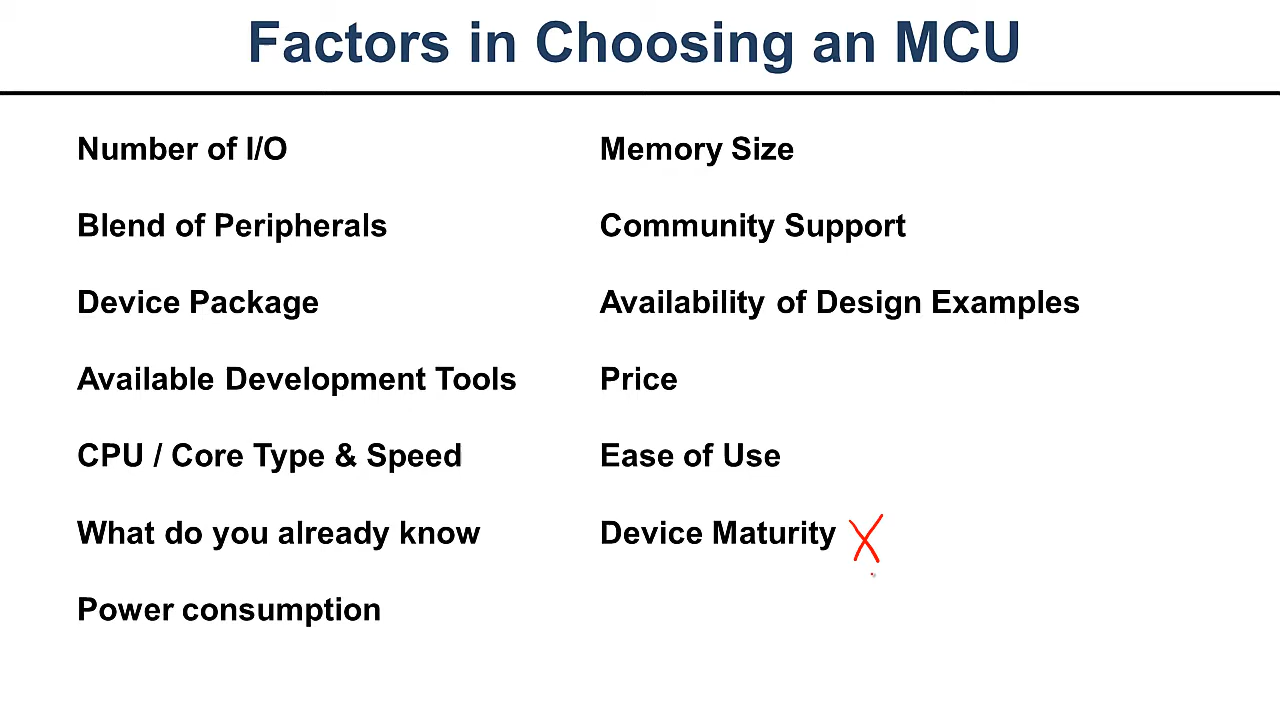 Factors in Choosing an MCU
Number of I/O
Blend of Peripherals
Device Package
Available Development Tools
CPU / Core Type & Speed
What do you already know
Power consumption
Memory Size
Community Support
Availability of Design Examples
Price
Ease of Use
Device Maturity